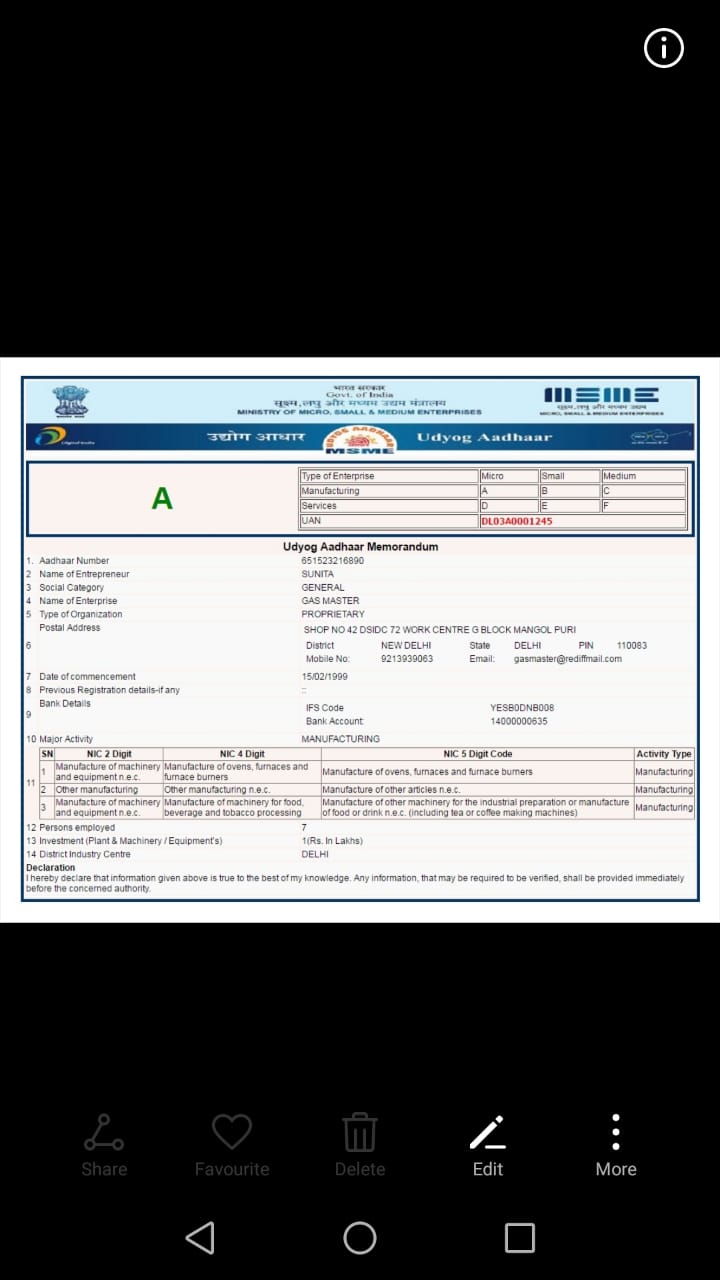 भारत सरकार
Govt. of India
सूक्ष्म,लघु और मध्यम उद्यम मंत्रालय
MINISTRY OF MICRO, SMALL & MEDIUM ENTERPRISES
MSME
सूक्ष्म,लघु और मध्यम उद्यम
MICRO, SMALL & MEDIUM ENTERPRISES
Digital India
उद्योग आधार
UDYOG AADHAAR
MSME
Udyog Aadhaar
A
Type of Enterprise Micro Small Medium
Manufacturing A B C
Services D E F
UAN DL03A0001245
Udyog Aadhaar Memorandum
1. Aadhaar Number 651523216890
2 Name of Entrepreneur SUNITA
3 Social Category GENERAL
4 Name of Enterprise GAS MASTER
5 Type of Organization PROPRIETARY
6 Postal Address SHOP NO 42 DSIDC 72 WORK CENTRE G BLOCK MANGOL PURI
District NEW DELHI State DELHI PIN 110083
Mobile No: 9213939063 Email: gasmaster@rediffmail.com
7 Date of commencement 15/02/1999
8 Previous Registration details-if any ::
9 Bank Details IFS Code YESB0DNB008
Bank Account: 14000000635
10 Major Activity MANUFACTURING
11 SN NIC 2 Digit NIC 4 Digit NIC 5 Digit Code Activity Type
1 Manufacture of machinery and equipment n.e.c. Manufacture of ovens, furnaces and furnace burners Manufacture of ovens, furnaces and furnace burners Manufacturing
2 Other manufacturing Other manufacturing n.e.c. Manufacture of other articles n.e.c. Manufacturing
3 Manufacture of machinery and equipment n.e.c. Manufacture of machinery for food, beverage and tobacco processing Manufacture of other machinery for the industrial preparation or manufacture of food or drink n.e.c. (including tea or coffee making machines) Manufacturing
12 Persons employed 7
13 Investment (Plant & Machinery / Equipment's) 1(Rs. In Lakhs)
14 District Industry Centre DELHI
Declaration
I hereby declare that information given above is true to the best of my knowledge. Any information, that may be required to be verified, shall be provided immediately
before the concerned authority.
Share Favourite Delete Edit More